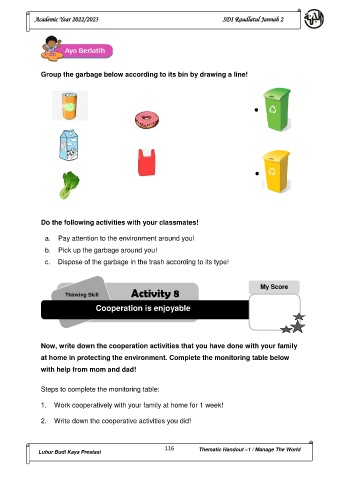 Academic Year 2022/2023
SDI Raudlatul Jannah 2
Ayo Berlatih
Group the garbage below according to its bin by drawing a line!
Do the following activities with your classmates!
a. Pay attention to the environment around you!
b. Pick up the garbage around you!
c. Dispose of the garbage in the trash according to its type!
My Score
Thinking Skill
Activity 8
Cooperation is enjoyable
Now, write down the cooperation activities that you have done with your family
at home in protecting the environment. Complete the monitoring table below
with help from mom and dad!
Steps to complete the monitoring table:
1. Work cooperatively with your family at home for 1 week!
2. Write down the cooperative activities you did!
Luhur Budi Kaya Prestasi
116
Thematic Handout –1 / Manage The World